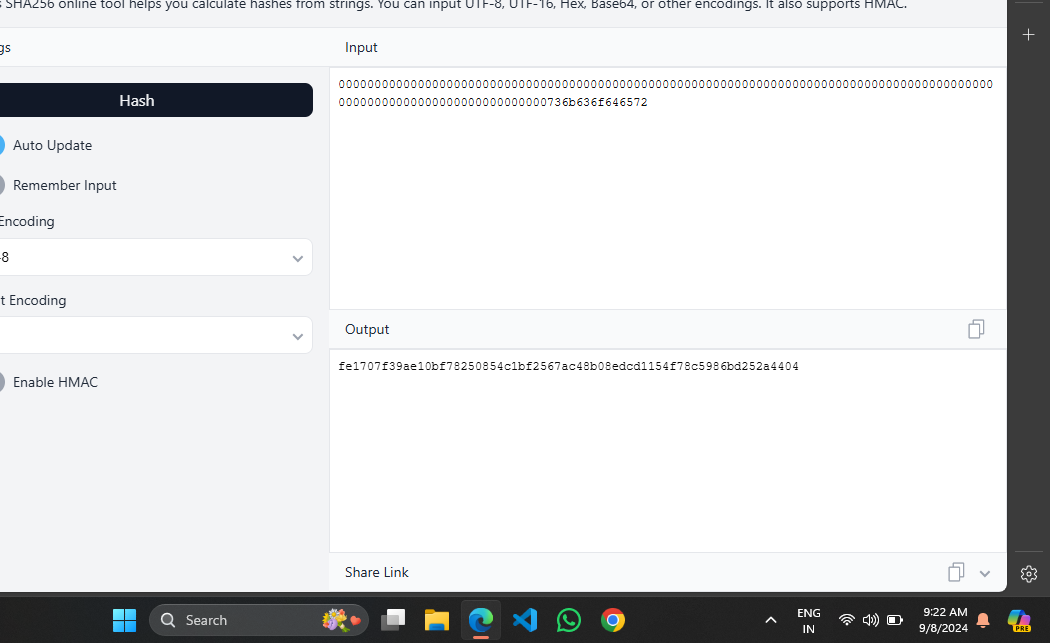 s SHA256 online tool helps you calculate hashes from strings. You can input UTF-8, UTF-16, Hex, Base64, or other encodings. It also supports HMAC.
gs
Input
Hash
0000000000000000000000000000000000000000000000000000000000000000000000000000000000000000000
00000000000000000000000000000736b636f646572
Auto Update
Remember Input
Encoding
-8
t Encoding
Enable HMAC
Output
fe1707f39ae10bf78250854c1bf2567ac48b08edcd1154f78c5986bd252a4404
Share Link
Search
ENG
IN
9:22 AM
9/8/2024
PRE